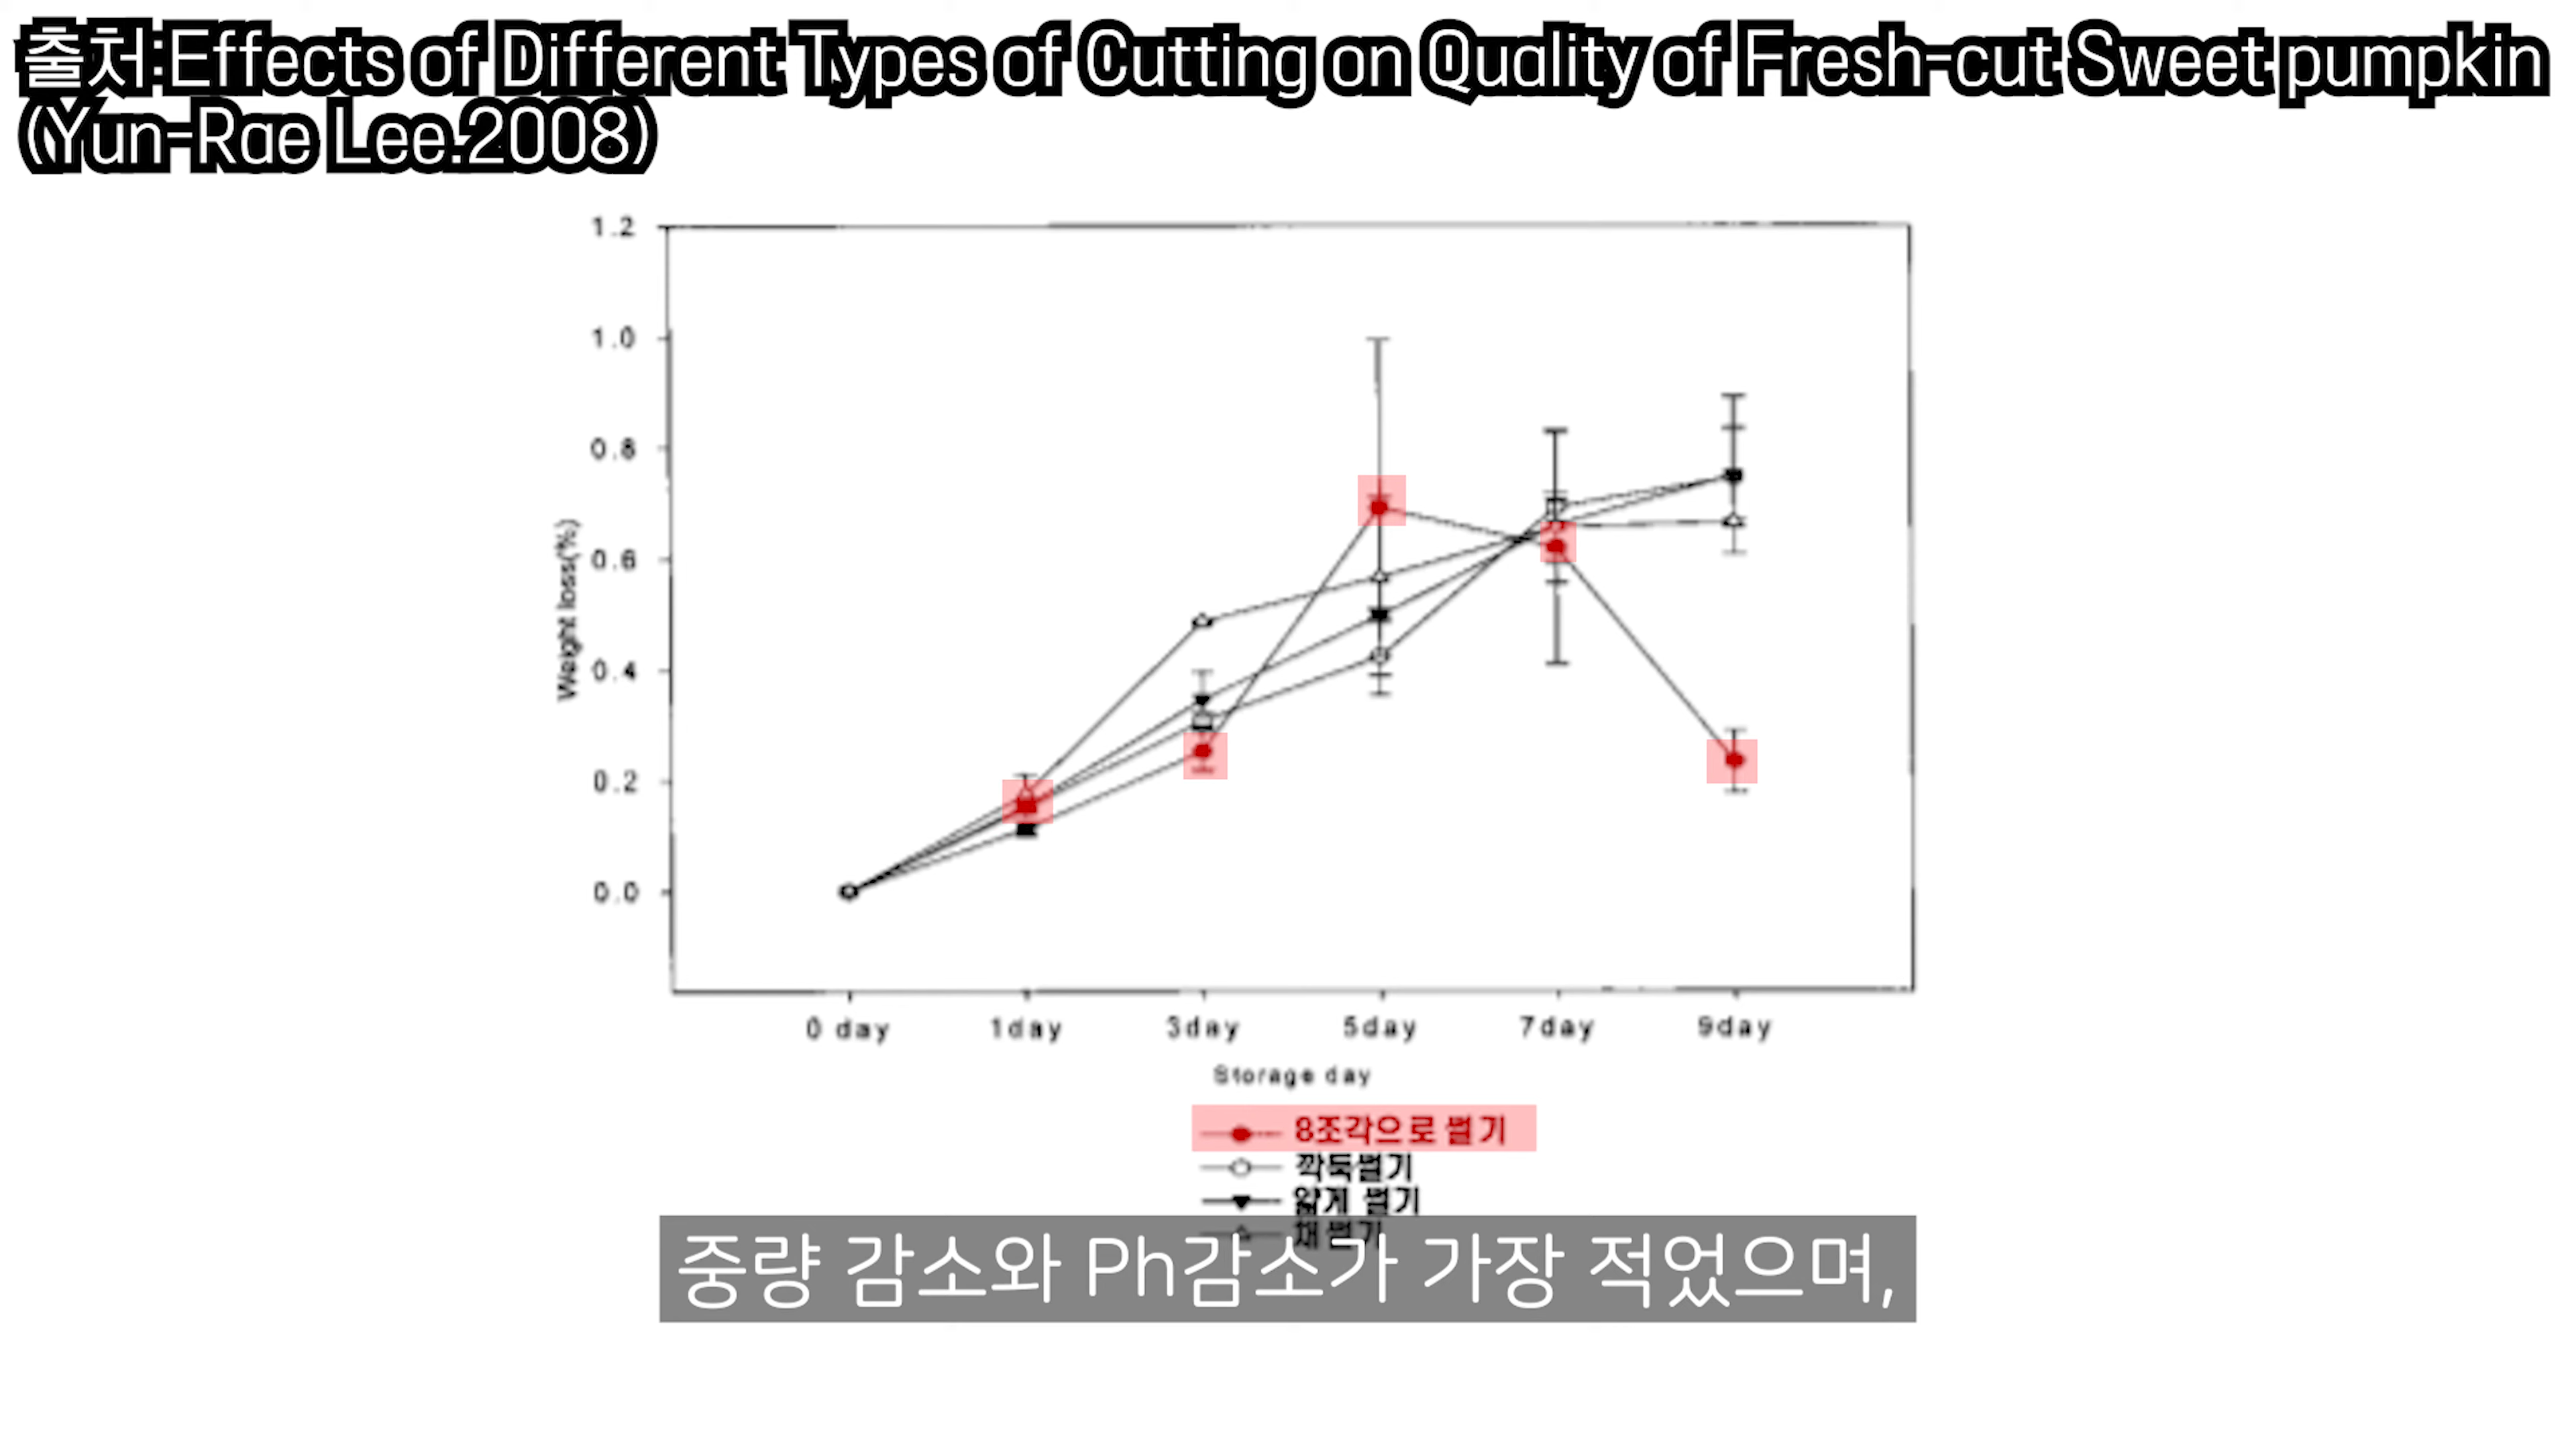 출처:Effects of Different Types of Cutting on Quality of Fresh-cut Sweet pumpkin
(Yun-Rae Lee.2008)
1.2
1.0
0.8
0.6
0.4
0.2
0.0
Weight loss(%)
0 day 1day 3day 5day 7day 9day
Storage day
8조각으로 썰기
깍둑썰기
얇게 썰기
채썰기
중량 감소와 Ph감소가 가장 적었으며,